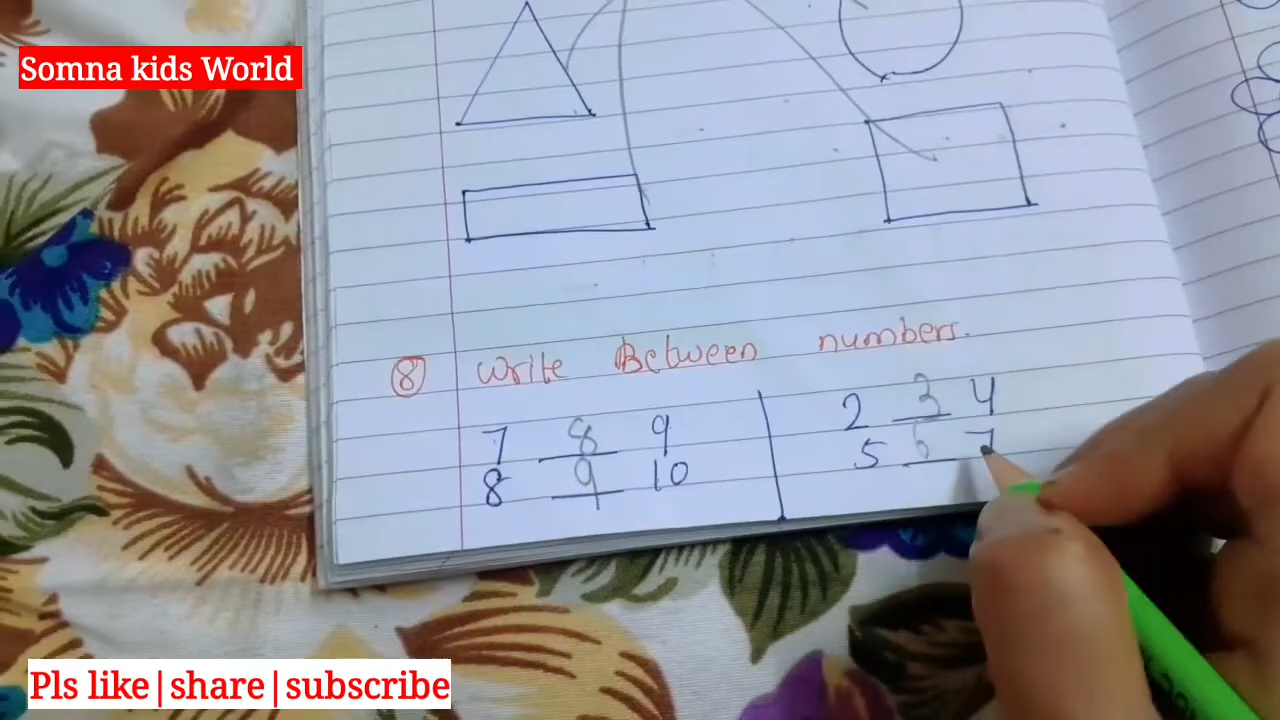 Somna kids World
8 Write Between numbers.
7 8 9
8 9 10
2 3 4
5 6 7
Pls like|share|subscribe